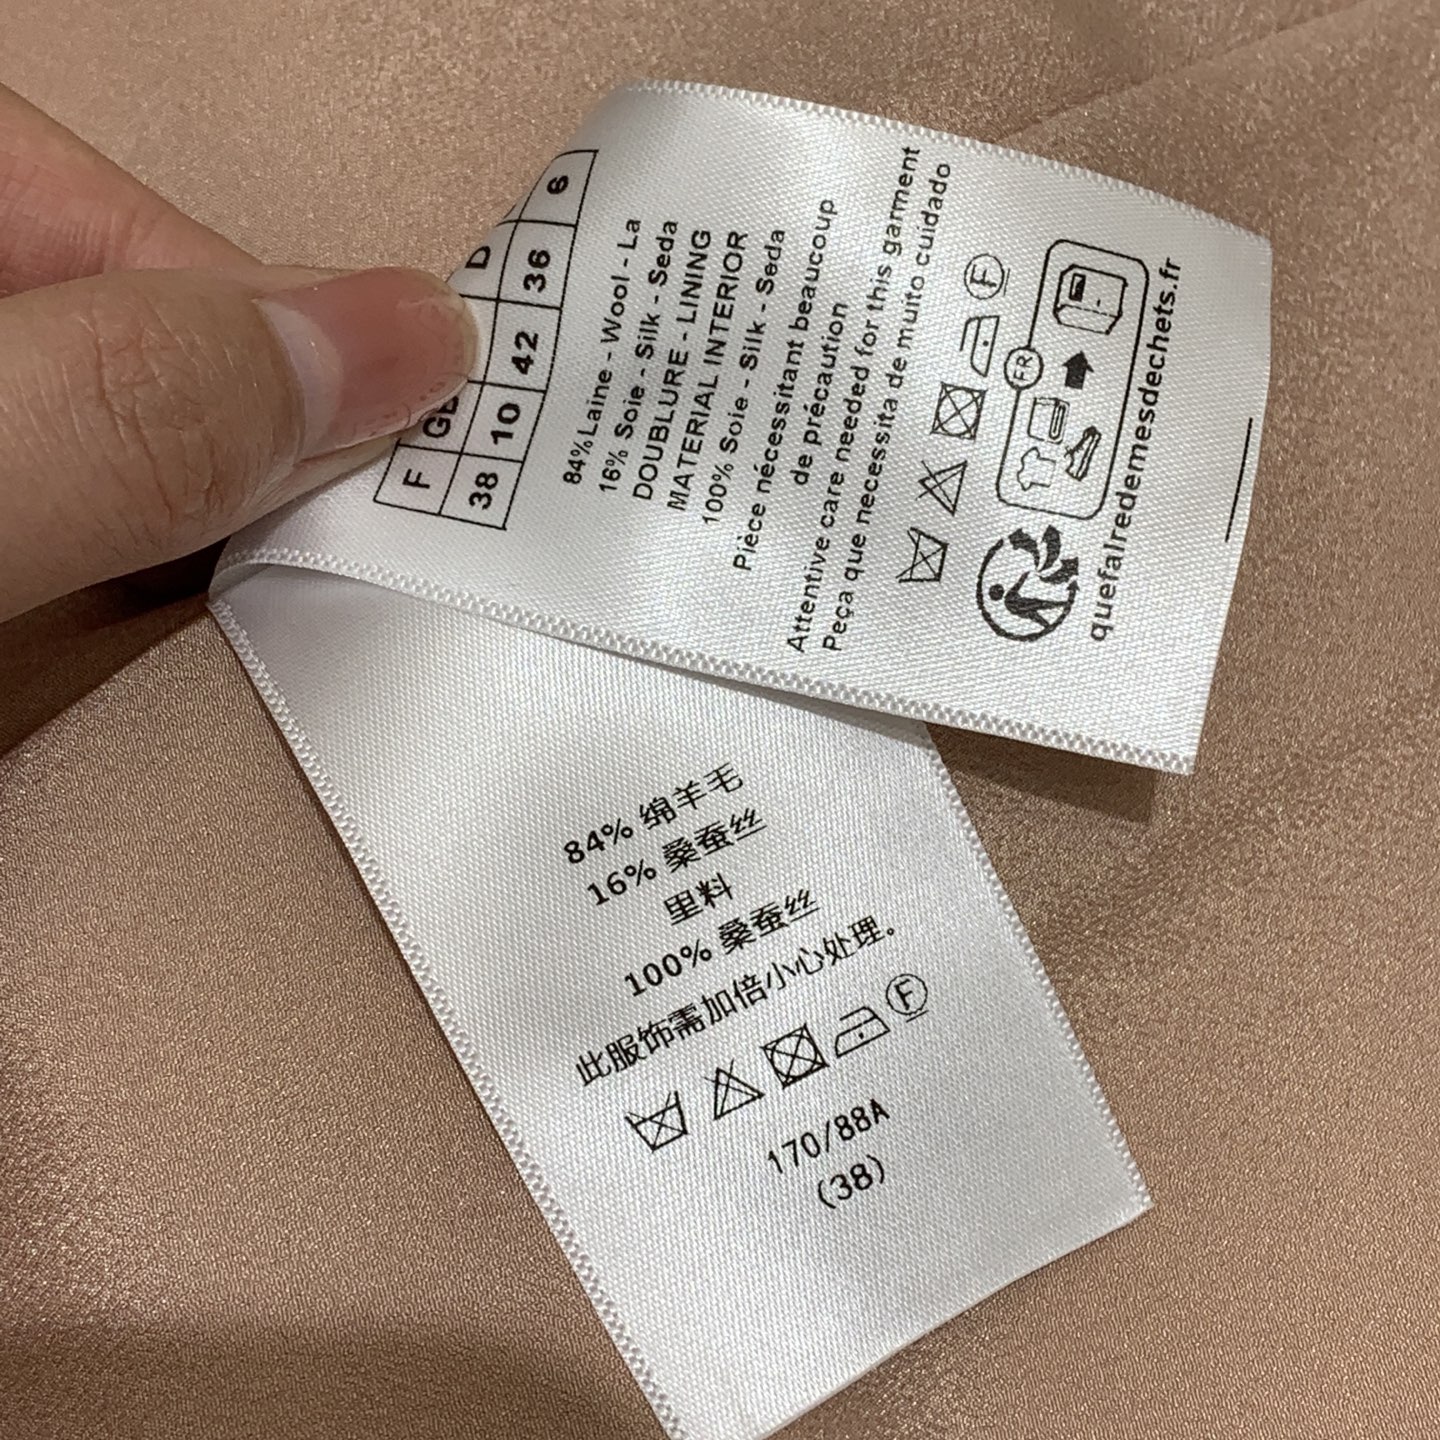 F GB D
38 10 42 36 6
84% Laine - Wool - La
16% Soie - Silk - Seda
DOUBLURE - LINING
MATERIAL INTERIOR
100% Soie - Silk - Seda
Pièce nécessitant beaucoup
de précaution
Attentive care needed for this garment
Peça que necessita de muito cuidado
F
FR
quefairedemesdechets.fr
84% 绵羊毛
16% 桑蚕丝
里料
100% 桑蚕丝
此服饰需加倍小心处理。
F
170/88A
(38)